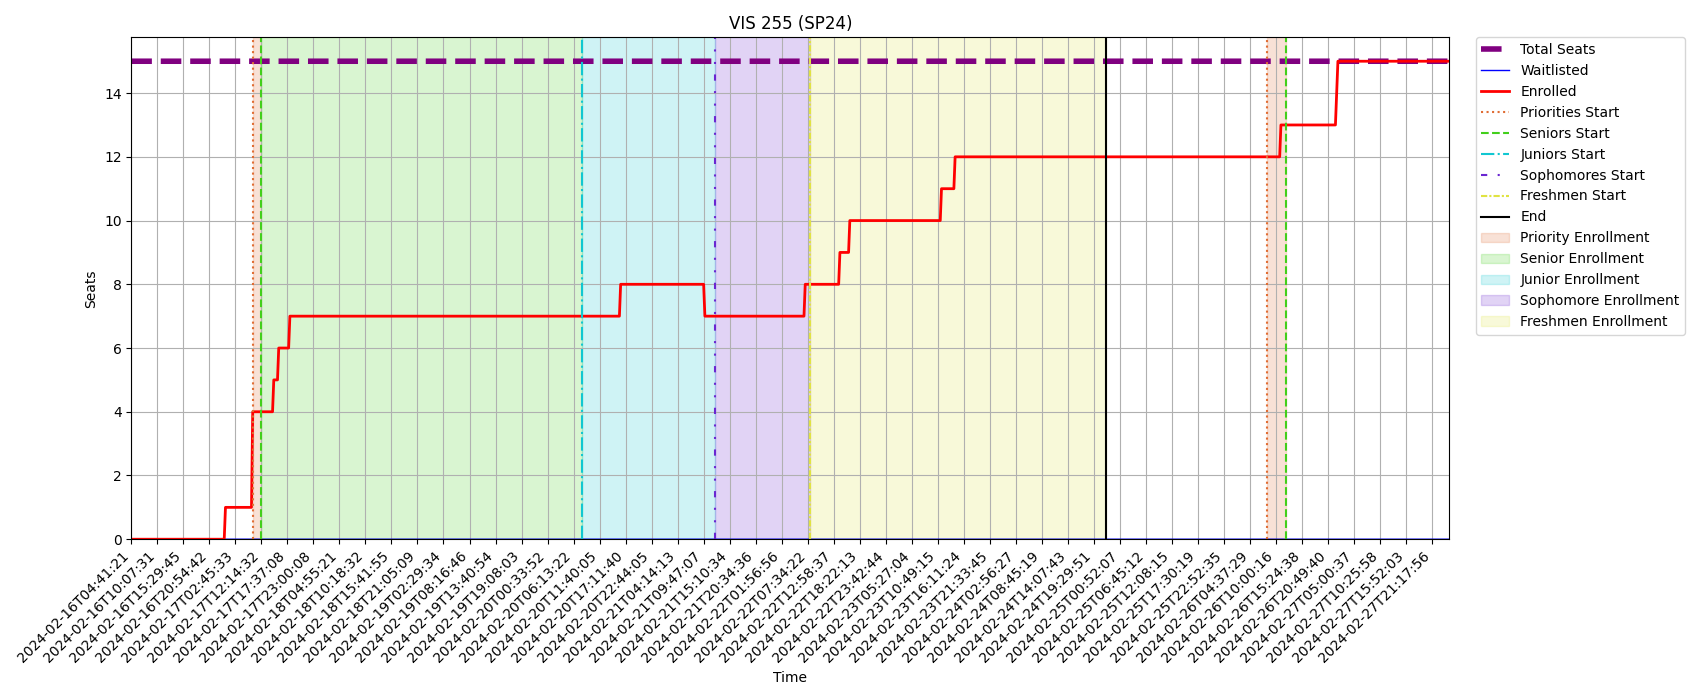 VIS 255 (SP24)
Seats
14
12
10
8
6
4
2
0
2024-02-16T04:41:21
2024-02-16T10:07:31
2024-02-16T15:29:45
2024-02-16T20:54:42
2024-02-17T02:45:33
2024-02-17T12:14:32
2024-02-17T17:37:08
2024-02-17T23:00:08
2024-02-18T04:55:21
2024-02-18T10:18:32
2024-02-18T15:41:55
2024-02-18T21:05:09
2024-02-19T02:29:34
2024-02-19T08:16:46
2024-02-19T13:40:54
2024-02-19T19:08:03
2024-02-20T00:33:52
2024-02-20T06:13:22
2024-02-20T11:40:05
2024-02-20T17:11:40
2024-02-20T22:44:05
2024-02-21T04:14:13
2024-02-21T09:47:07
2024-02-21T15:10:34
2024-02-21T20:34:36
2024-02-22T01:56:56
2024-02-22T07:34:22
2024-02-22T12:58:37
2024-02-22T18:22:13
2024-02-22T23:42:44
2024-02-23T05:27:04
2024-02-23T10:49:15
2024-02-23T16:11:24
2024-02-23T21:33:45
2024-02-24T02:56:27
2024-02-24T08:45:19
2024-02-24T14:07:43
2024-02-24T19:29:51
2024-02-25T00:52:07
2024-02-25T06:45:12
2024-02-25T12:08:15
2024-02-25T17:30:19
2024-02-25T22:52:35
2024-02-26T04:37:29
2024-02-26T10:00:16
2024-02-26T15:24:38
2024-02-26T20:49:40
2024-02-27T05:00:37
2024-02-27T10:25:58
2024-02-27T15:52:03
2024-02-27T21:17:56
Time
Total Seats
Waitlisted
Enrolled
Priorities Start
Seniors Start
Juniors Start
Sophomores Start
Freshmen Start
End
Priority Enrollment
Senior Enrollment
Junior Enrollment
Sophomore Enrollment
Freshmen Enrollment